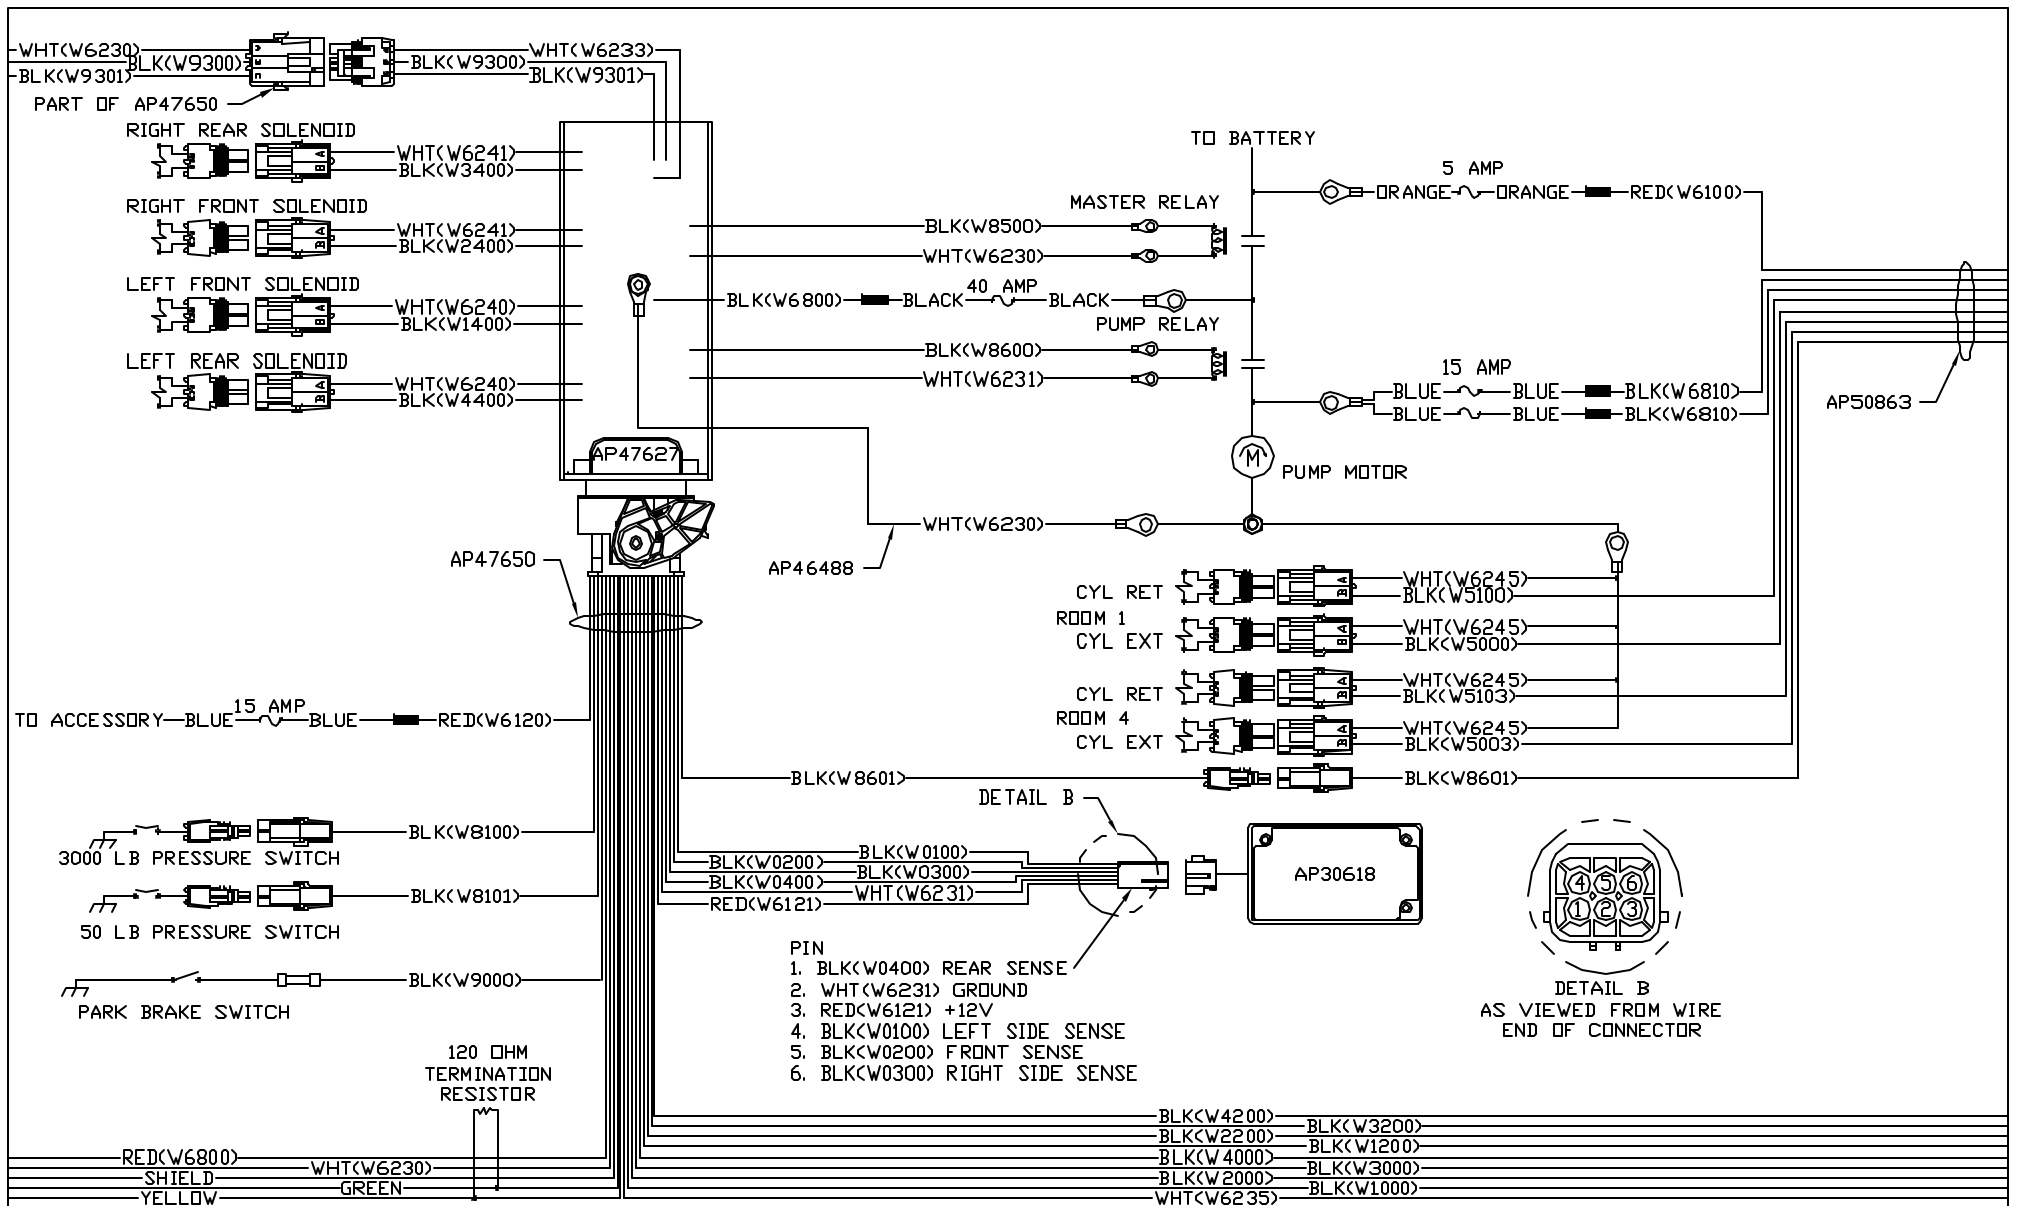 WHT(W6230)
BLK(W9300)
BLK(W9301)
WHT(W6233)
BLK(W9300)
BLK(W9301)
PART OF AP47650
RIGHT REAR SOLENOID
A
B
WHT(W6241)
BLK(W3400)
RIGHT FRONT SOLENOID
A
B
WHT(W6241)
BLK(W2400)
LEFT FRONT SOLENOID
A
B
WHT(W6240)
BLK(W1400)
LEFT REAR SOLENOID
A
B
WHT(W6240)
BLK(W4400)
AP47627
TO BATTERY
5 AMP
ORANGE
ORANGE
RED(W6100)
MASTER RELAY
BLK(W8500)
WHT(W6230)
40 AMP
BLK(W6800)
BLACK
BLACK
PUMP RELAY
BLK(W8600)
WHT(W6231)
15 AMP
BLUE
BLUE
BLK(W6810)
BLUE
BLUE
BLK(W6810)
AP50863
M
PUMP MOTOR
WHT(W6230)
AP46488
AP47650
CYL RET
A
B
WHT(W6245)
BLK(W5100)
ROOM 1
CYL EXT
A
B
WHT(W6245)
BLK(W5000)
CYL RET
A
B
WHT(W6245)
BLK(W5103)
ROOM 4
CYL EXT
A
B
WHT(W6245)
BLK(W5003)
BLK(W8601)
BLK(W8601)
TO ACCESSORY
BLUE
15 AMP
BLUE
RED(W6120)
BLK(W8100)
3000 LB PRESSURE SWITCH
BLK(W8101)
50 LB PRESSURE SWITCH
BLK(W9000)
PARK BRAKE SWITCH
DETAIL B
BLK(W0100)
BLK(W0200)
BLK(W0300)
BLK(W0400)
WHT(W6231)
RED(W6121)
AP30618
PIN
1. BLK(W0400) REAR SENSE
2. WHT(W6231) GROUND
3. RED(W6121) +12V
4. BLK(W0100) LEFT SIDE SENSE
5. BLK(W0200) FRONT SENSE
6. BLK(W0300) RIGHT SIDE SENSE
4 5 6
1 2 3
DETAIL B
AS VIEWED FROM WIRE
END OF CONNECTOR
120 OHM
TERMINATION
RESISTOR
RED(W6800)
WHT(W6230)
SHIELD
GREEN
YELLOW
BLK(W4200)
BLK(W3200)
BLK(W2200)
BLK(W1200)
BLK(W4000)
BLK(W3000)
BLK(W2000)
BLK(W1000)
WHT(W6235)